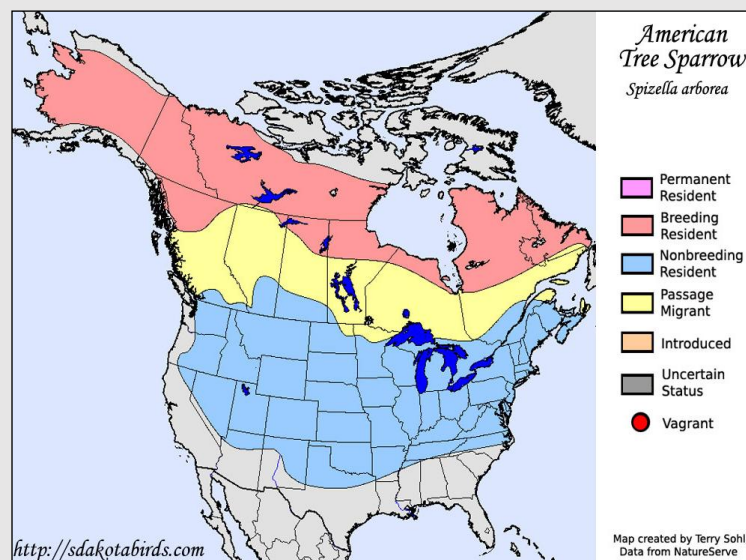 American
Tree Sparrow
Spizella arborea
Permanent
Resident
Breeding
Resident
Nonbreeding
Resident
Passage
Migrant
Introduced
Uncertain
Status
Vagrant
Map created by Terry Sohl
Data from NatureServe
http://sdakotabirds.com